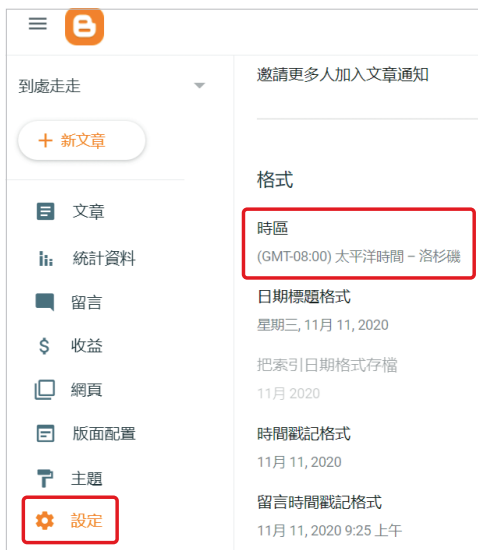 到處走走
+ 新文章
文章
統計資料
留言
收益
網頁
版面配置
主題
設定
邀請更多人加入文章通知
格式
時區
(GMT-08:00) 太平洋時間 – 洛杉磯
日期標題格式
星期三, 11月 11, 2020
把索引日期格式存檔
11月 2020
時間戳記格式
11月 11, 2020
留言時間戳記格式
11月 11, 2020 9:25 上午